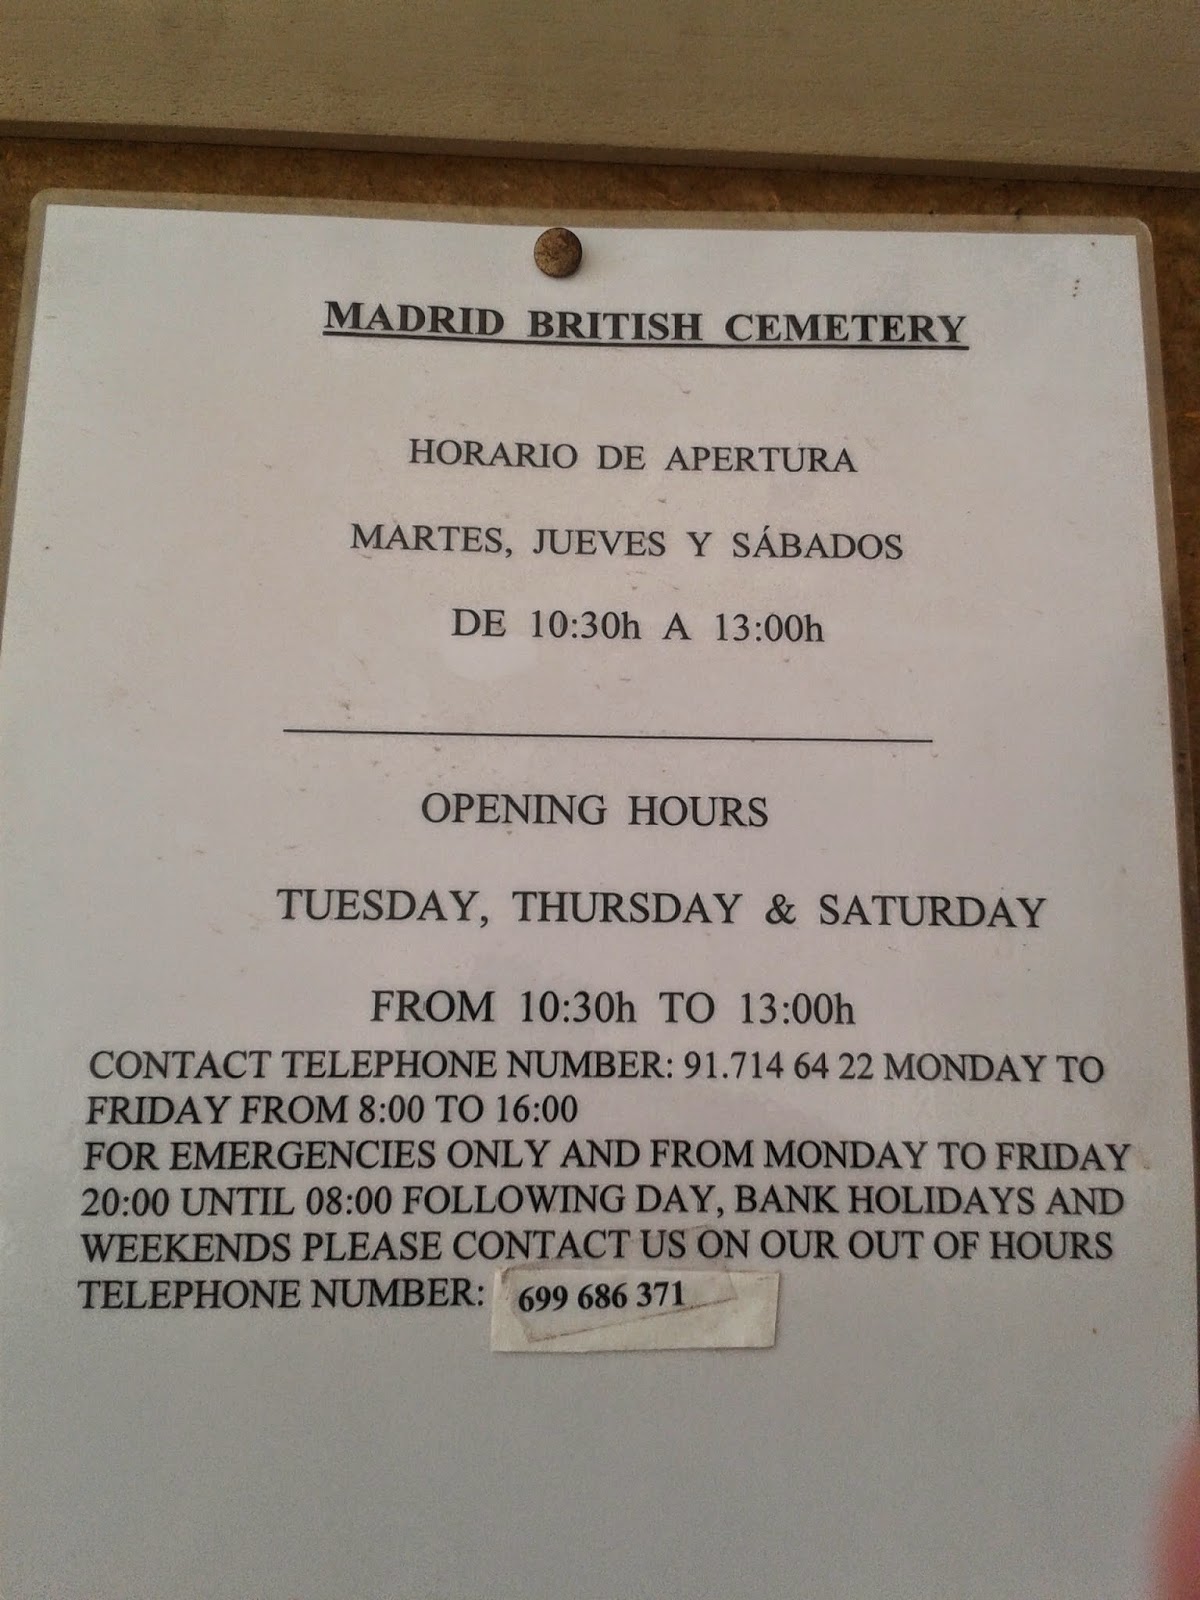 MADRID BRITISH CEMETERY
HORARIO DE APERTURA
MARTES, JUEVES Y SÁBADOS
DE 10:30h A 13:00h
OPENING HOURS
TUESDAY, THURSDAY & SATURDAY
FROM 10:30h TO 13:00h
CONTACT TELEPHONE NUMBER: 91.714 64 22 MONDAY TO
FRIDAY FROM 8:00 TO 16:00
FOR EMERGENCIES ONLY AND FROM MONDAY TO FRIDAY
20:00 UNTIL 08:00 FOLLOWING DAY, BANK HOLIDAYS AND
WEEKENDS PLEASE CONTACT US ON OUR OUT OF HOURS
TELEPHONE NUMBER: 699 686 371